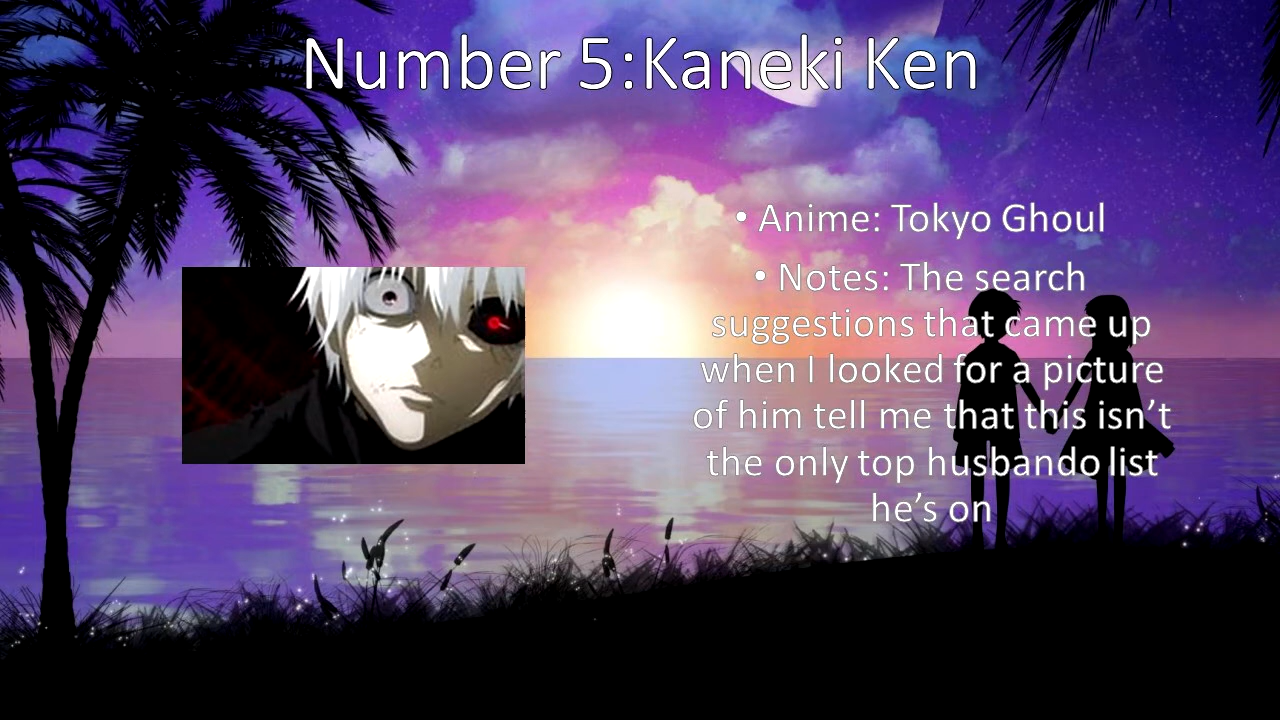 Number 5:Kaneki Ken
• Anime: Tokyo Ghoul
• Notes: The search
suggestions that came up
when I looked for a picture
of him tell me that this isn’t
the only top husbando list
he’s on